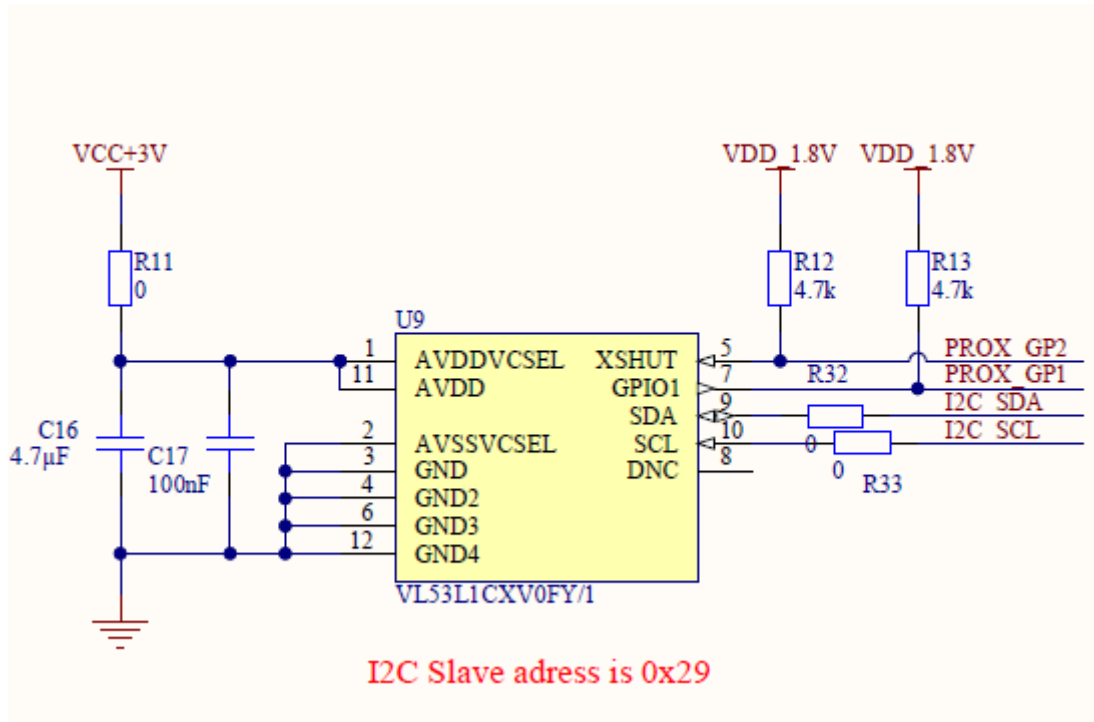 VCC+3V
VDD_1.8V
VDD_1.8V
R11
0
R12
4.7k
R13
4.7k
U9
1
AVDDVCSEL
XSHUT
5
PROX_GP2
11
AVDD
GPIO1
7
R32
PROX_GP1
SDA
9
I2C_SDA
C16
4.7µF
C17
100nF
2
AVSSVCSEL
SCL
10
0
I2C_SCL
3
GND
DNC
8
0
R33
4
GND2
6
GND3
12
GND4
VL53L1CXV0FY/1
I2C Slave adress is 0x29